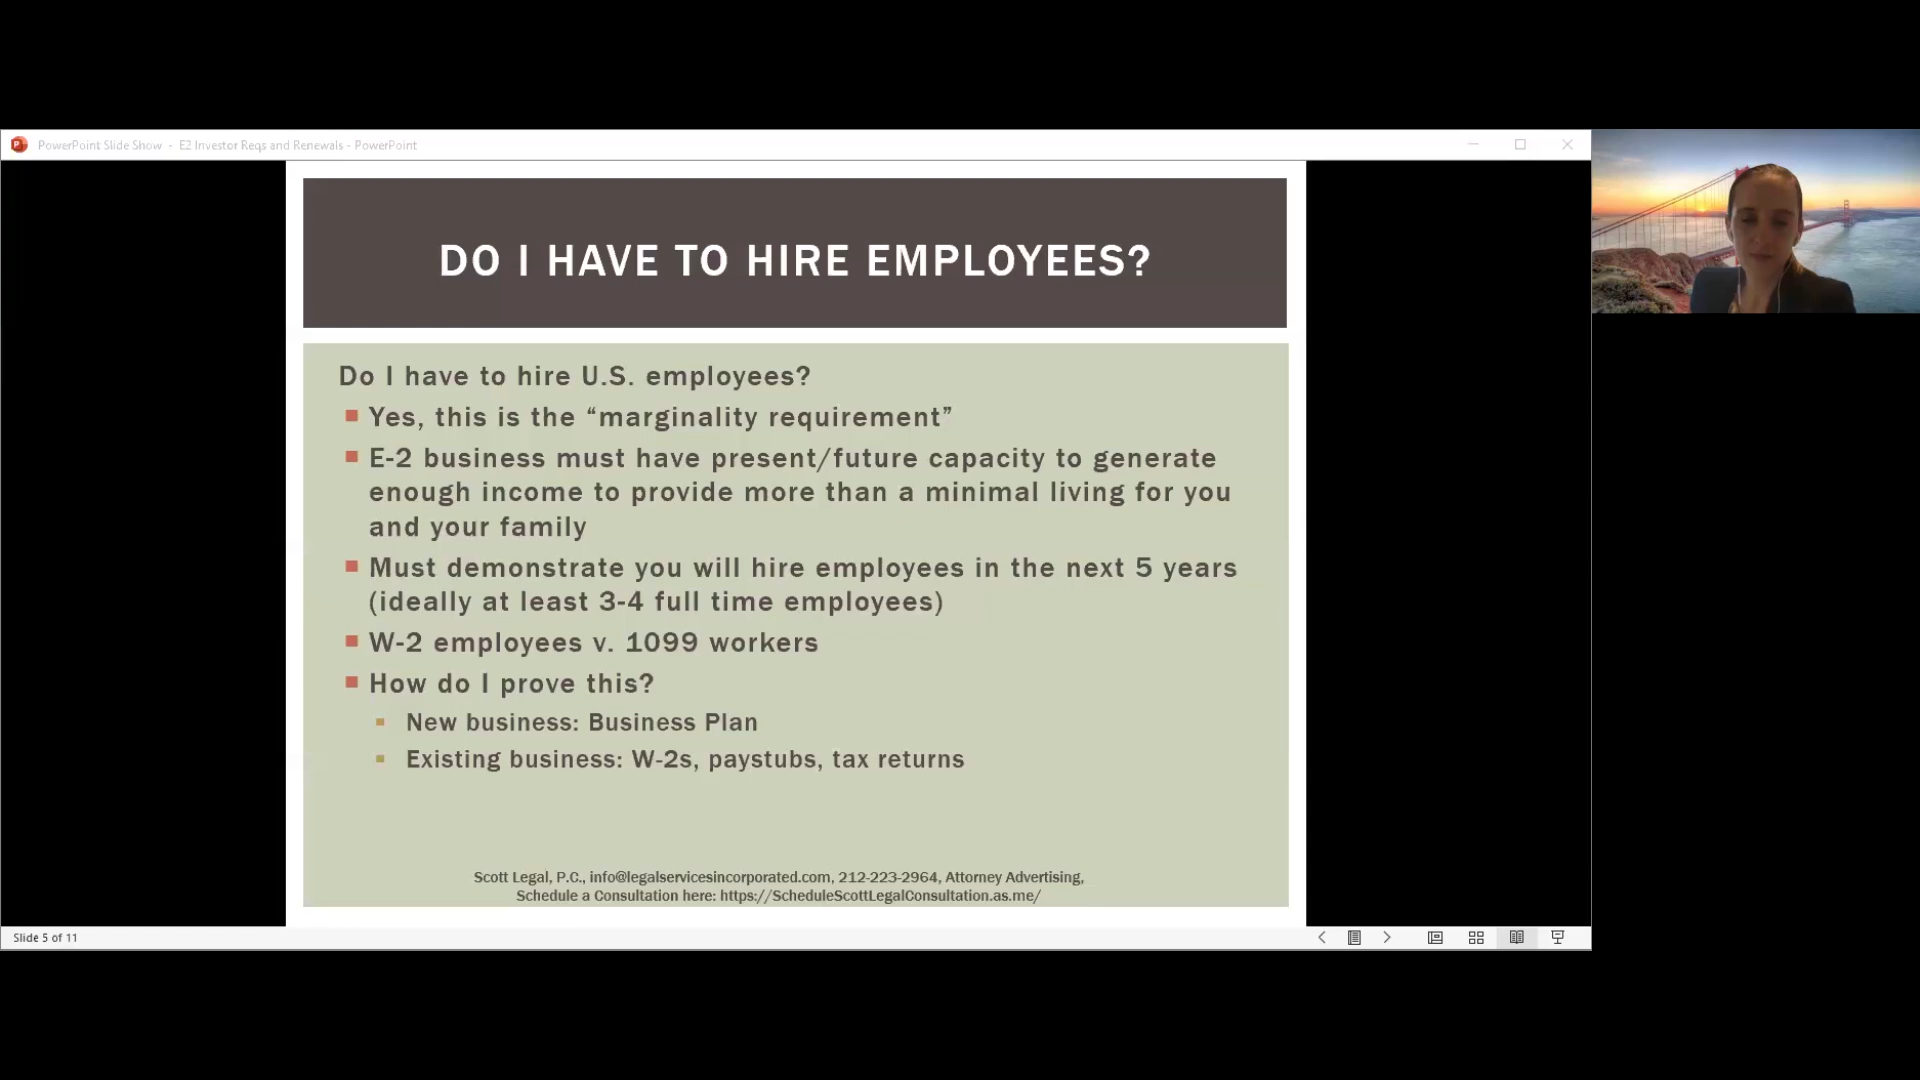 PowerPoint Slide Show - E2 Investor Reqs and Renewals - PowerPoint
DO I HAVE TO HIRE EMPLOYEES?
Do I have to hire U.S. employees?
Yes, this is the “marginality requirement”
E-2 business must have present/future capacity to generate
enough income to provide more than a minimal living for you
and your family
Must demonstrate you will hire employees in the next 5 years
(ideally at least 3-4 full time employees)
W-2 employees v. 1099 workers
How do I prove this?
New business: Business Plan
Existing business: W-2s, paystubs, tax returns
Scott Legal, P.C., info@legalservicesincorporated.com, 212-223-2964, Attorney Advertising,
Schedule a Consultation here: https://ScheduleScottLegalConsultation.as.me/
Slide 5 of 11